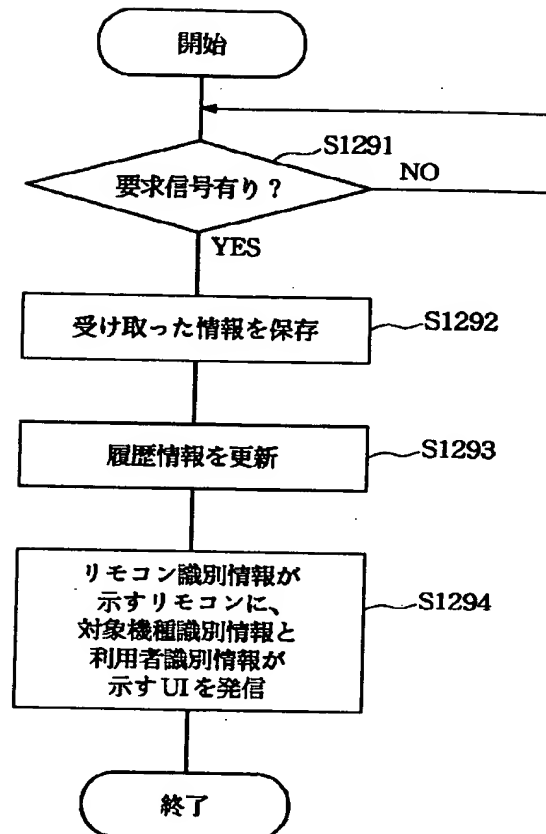 開始
S1291
要求信号有り?
NO
YES
受け取った情報を保存
S1292
履歴情報を更新
S1293
リモコン識別情報が
示すリモコンに、
対象機種識別情報と
利用者識別情報が
示すUIを発信
S1294
終了